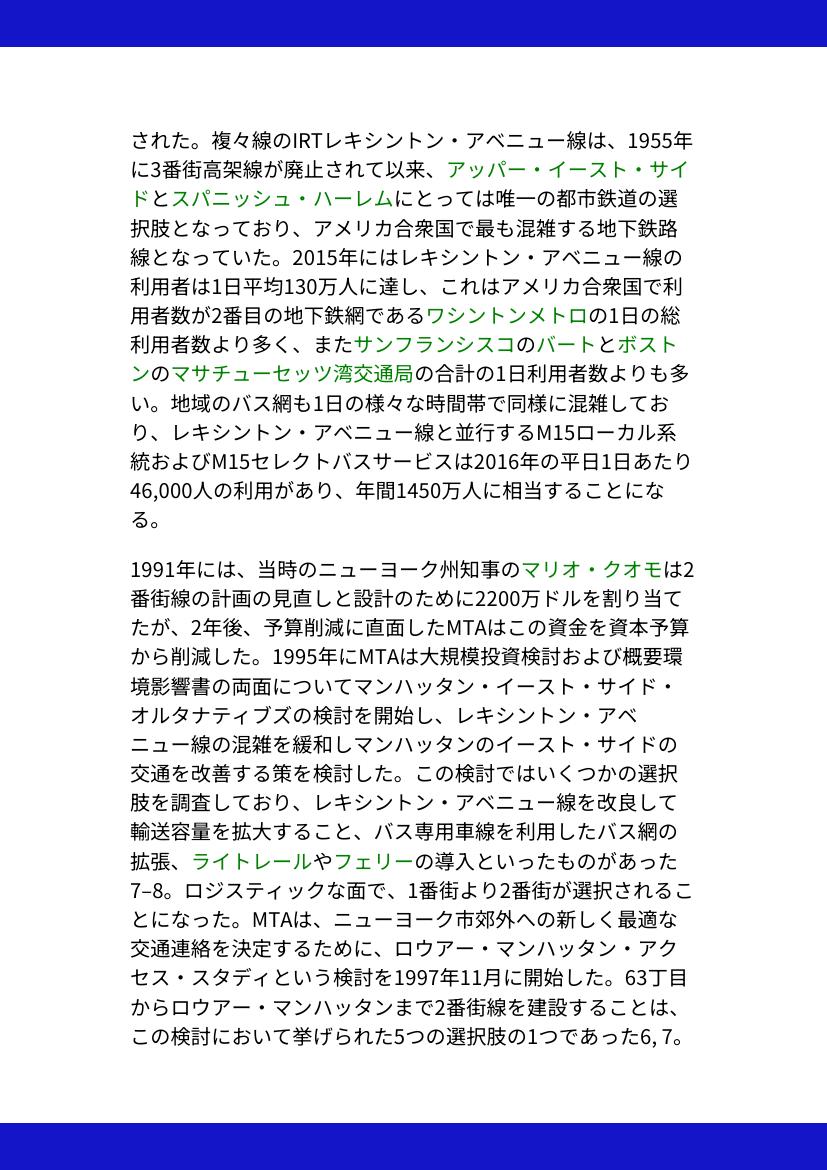 された。複々線のIRTレキシントン・アベニュー線は、1955年
に3番街高架線が廃止されて以来、アッパー・イースト・サイ
ドとスパニッシュ・ハーレムにとっては唯一の都市鉄道の選
択肢となっており、アメリカ合衆国で最も混雑する地下鉄路
線となっていた。2015年にはレキシントン・アベニュー線の
利用者は1日平均130万人に達し、これはアメリカ合衆国で利
用者数が2番目の地下鉄網であるワシントンメトロの1日の総
利用者数より多く、またサンフランシスコのバートとボスト
ンのマサチューセッツ湾交通局の合計の1日利用者数よりも多
い。地域のバス網も1日の様々な時間帯で同様に混雑してお
り、レキシントン・アベニュー線と並行するM15ローカル系
統およびM15セレクトバスサービスは2016年の平日1日あたり
46,000人の利用があり、年間1450万人に相当することにな
る。
1991年には、当時のニューヨーク州知事のマリオ・クオモは2
番街線の計画の見直しと設計のために2200万ドルを割り当て
たが、2年後、予算削減に直面したMTAはこの資金を資本予算
から削減した。1995年にMTAは大規模投資検討および概要環
境影響書の両面についてマンハッタン・イースト・サイド・
オルタナティブズの検討を開始し、レキシントン・アベ
ニュー線の混雑を緩和しマンハッタンのイースト・サイドの
交通を改善する策を検討した。この検討ではいくつかの選択
肢を調査しており、レキシントン・アベニュー線を改良して
輸送容量を拡大すること、バス専用車線を利用したバス網の
拡張、ライトレールやフェリーの導入といったものがあった
7–8。ロジスティックな面で、1番街より2番街が選択されるこ
とになった。MTAは、ニューヨーク市郊外への新しく最適な
交通連絡を決定するために、ロウアー・マンハッタン・アク
セス・スタディという検討を1997年11月に開始した。63丁目
からロウアー・マンハッタンまで2番街線を建設することは、
この検討において挙げられた5つの選択肢の1つであった6, 7。